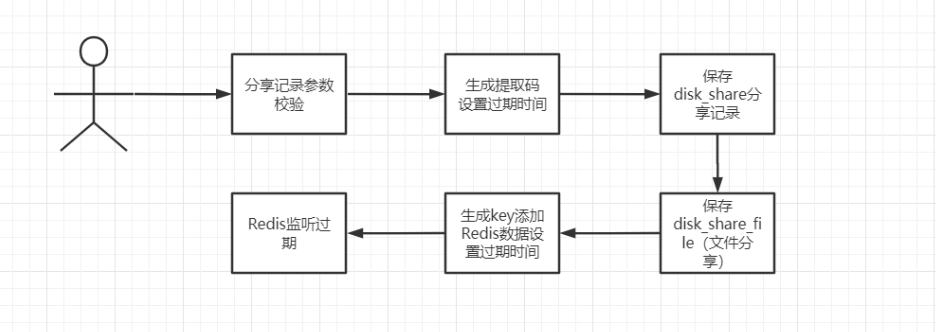 分享记录参数
校验
生成提取码
设置过期时间
保存
disk_share分
享记录
保存
disk_share_fi
le（文件分
享）
生成key添加
Redis数据设
置过期时间
Redis监听过
期